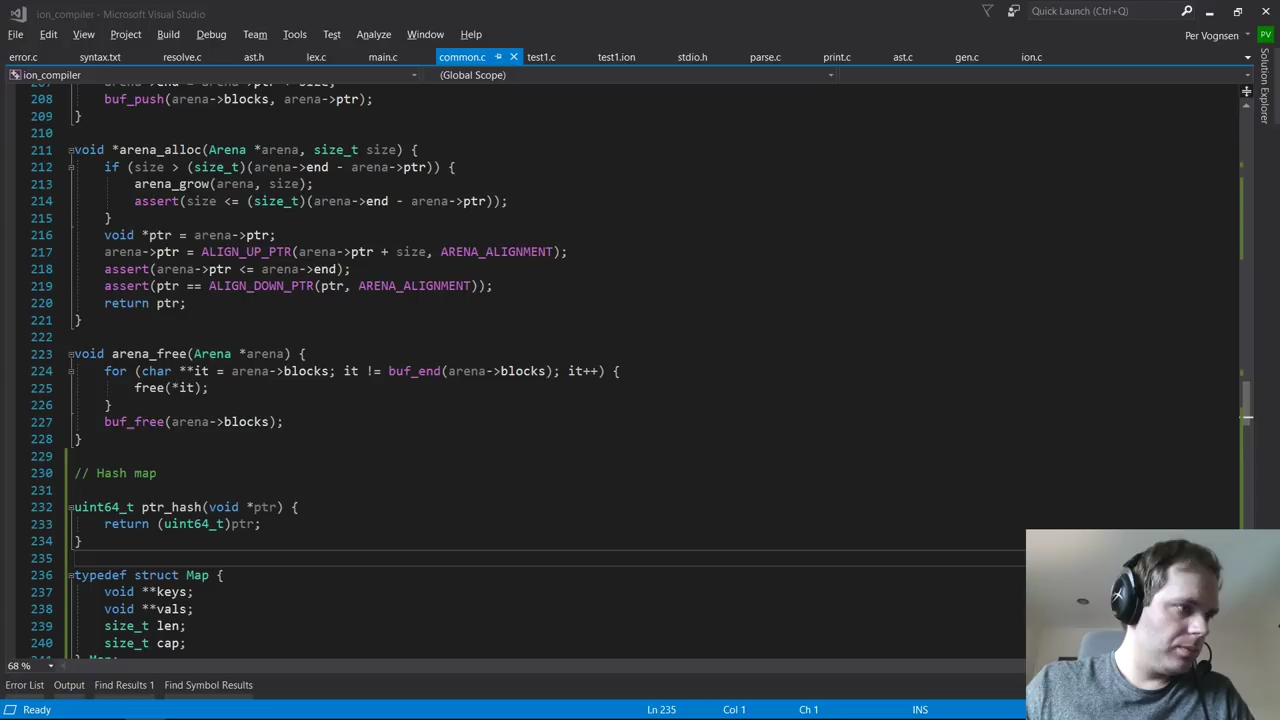 ion_compiler - Microsoft Visual Studio
Quick Launch (Ctrl+Q)
File Edit View Project Build Debug Team Tools Test Analyze Window Help
Per Vognsen PV
error.c syntax.txt resolve.c ast.h lex.c main.c common.c test1.c test1.ion stdio.h parse.c print.c ast.c gen.c ion.c
ion_compiler (Global Scope)
Solution Explorer
208 buf_push(arena->blocks, arena->ptr);
209 }
210
211 void *arena_alloc(Arena *arena, size_t size) {
212 if (size > (size_t)(arena->end - arena->ptr)) {
213 arena_grow(arena, size);
214 assert(size <= (size_t)(arena->end - arena->ptr));
215 }
216 void *ptr = arena->ptr;
217 arena->ptr = ALIGN_UP_PTR(arena->ptr + size, ARENA_ALIGNMENT);
218 assert(arena->ptr <= arena->end);
219 assert(ptr == ALIGN_DOWN_PTR(ptr, ARENA_ALIGNMENT));
220 return ptr;
221 }
222
223 void arena_free(Arena *arena) {
224 for (char **it = arena->blocks; it != buf_end(arena->blocks); it++) {
225 free(*it);
226 }
227 buf_free(arena->blocks);
228 }
229
230 // Hash map
231
232 uint64_t ptr_hash(void *ptr) {
233 return (uint64_t)ptr;
234 }
235
236 typedef struct Map {
237 void **keys;
238 void **vals;
239 size_t len;
240 size_t cap;
68 %
Error List Output Find Results 1 Find Symbol Results
Ready Ln 235 Col 1 Ch 1 INS